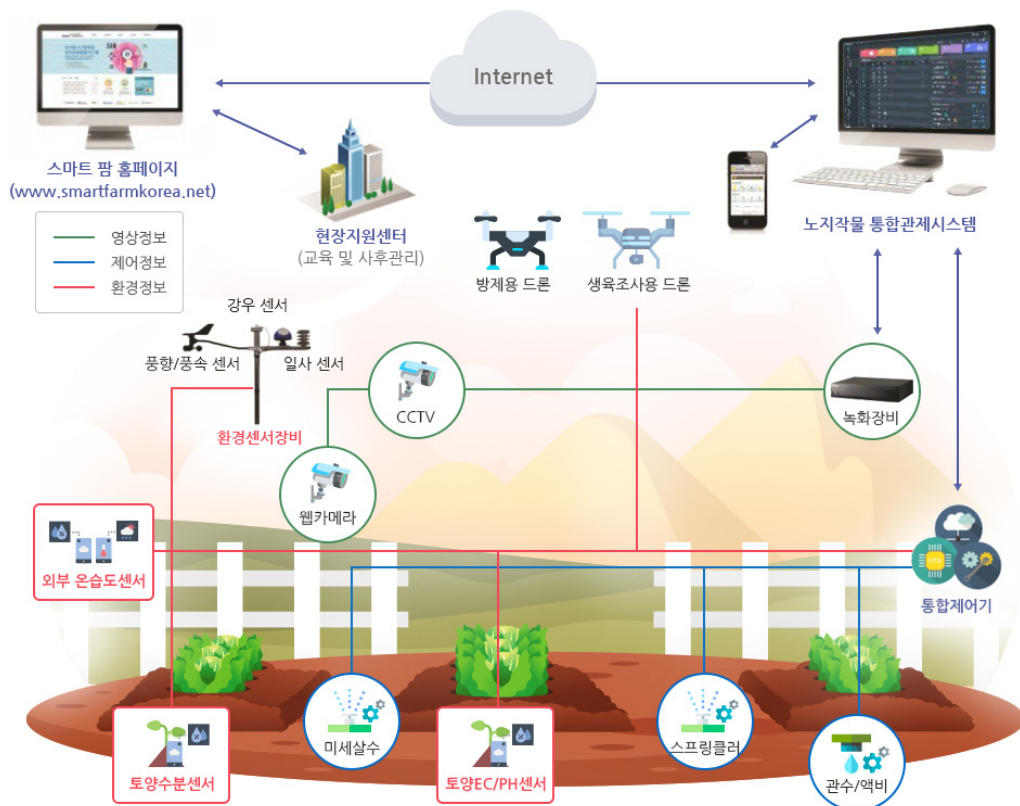 Internet
스마트 팜 홈페이지
(www.smartfarmkorea.net)
현장지원센터
(교육 및 사후관리)
노지작물 통합관제시스템
영상정보
제어정보
환경정보
방제용 드론
생육조사용 드론
강우 센서
풍향/풍속 센서
일사 센서
환경센서장비
CCTV
녹화장비
웹카메라
외부 온습도센서
CPU
통합제어기
미세살수
스프링클러
관수/액비
토양수분센서
토양EC/PH센서